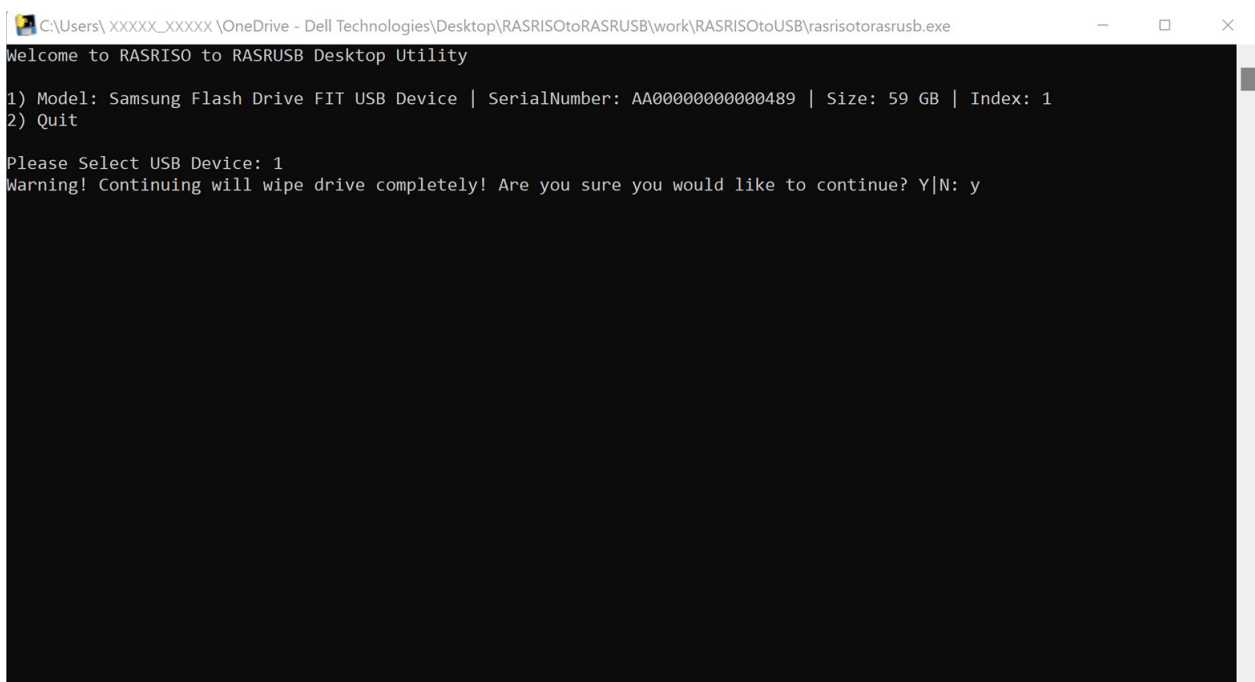 C:\Users\ XXXXX_XXXXX \OneDrive - Dell Technologies\Desktop\RASRISOtoRASRUSB\work\RASRISOtoUSB\rasrisotorasrusb.exe
Welcome to RASRISO to RASRUSB Desktop Utility
1) Model: Samsung Flash Drive FIT USB Device | SerialNumber: AA00000000000489 | Size: 59 GB | Index: 1
2) Quit
Please Select USB Device: 1
Warning! Continuing will wipe drive completely! Are you sure you would like to continue? Y|N: y